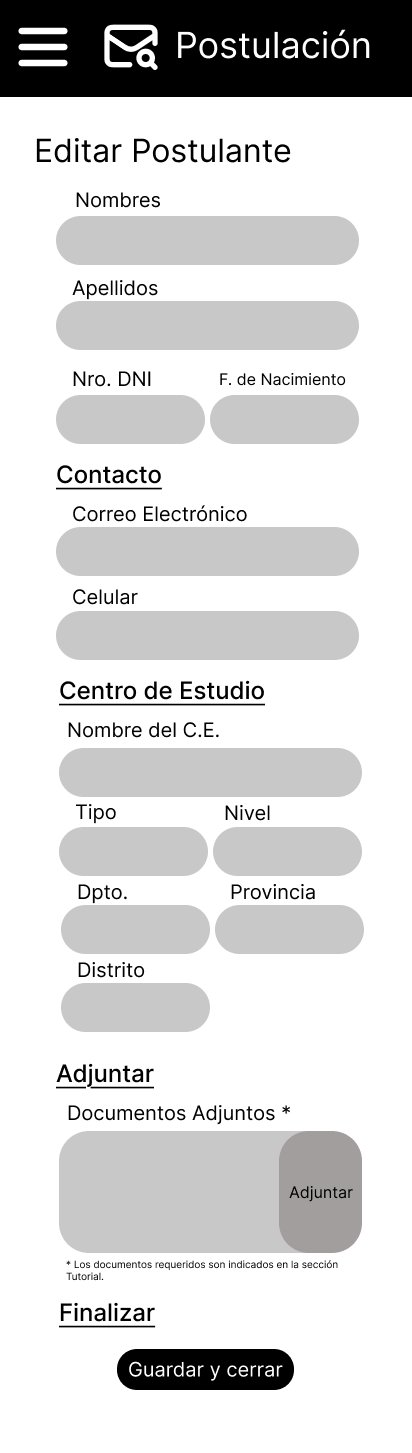 Postulación
Editar Postulante
Nombres
Apellidos
Nro. DNI
F. de Nacimiento
Contacto
Correo Electrónico
Celular
Centro de Estudio
Nombre del C.E.
Tipo
Nivel
Dpto.
Provincia
Distrito
Adjuntar
Documentos Adjuntos *
Adjuntar
* Los documentos requeridos son indicados en la sección
Tutorial.
Finalizar
Guardar y cerrar